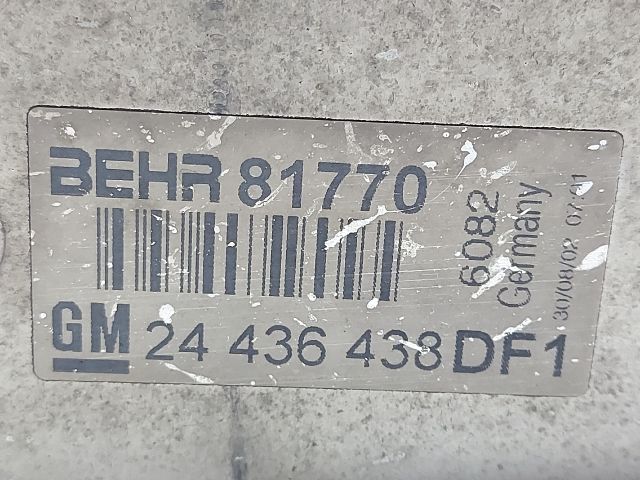 BEHR 81770
GM 24 436 438 DF1
6082
Germany
30/08/02 07:01